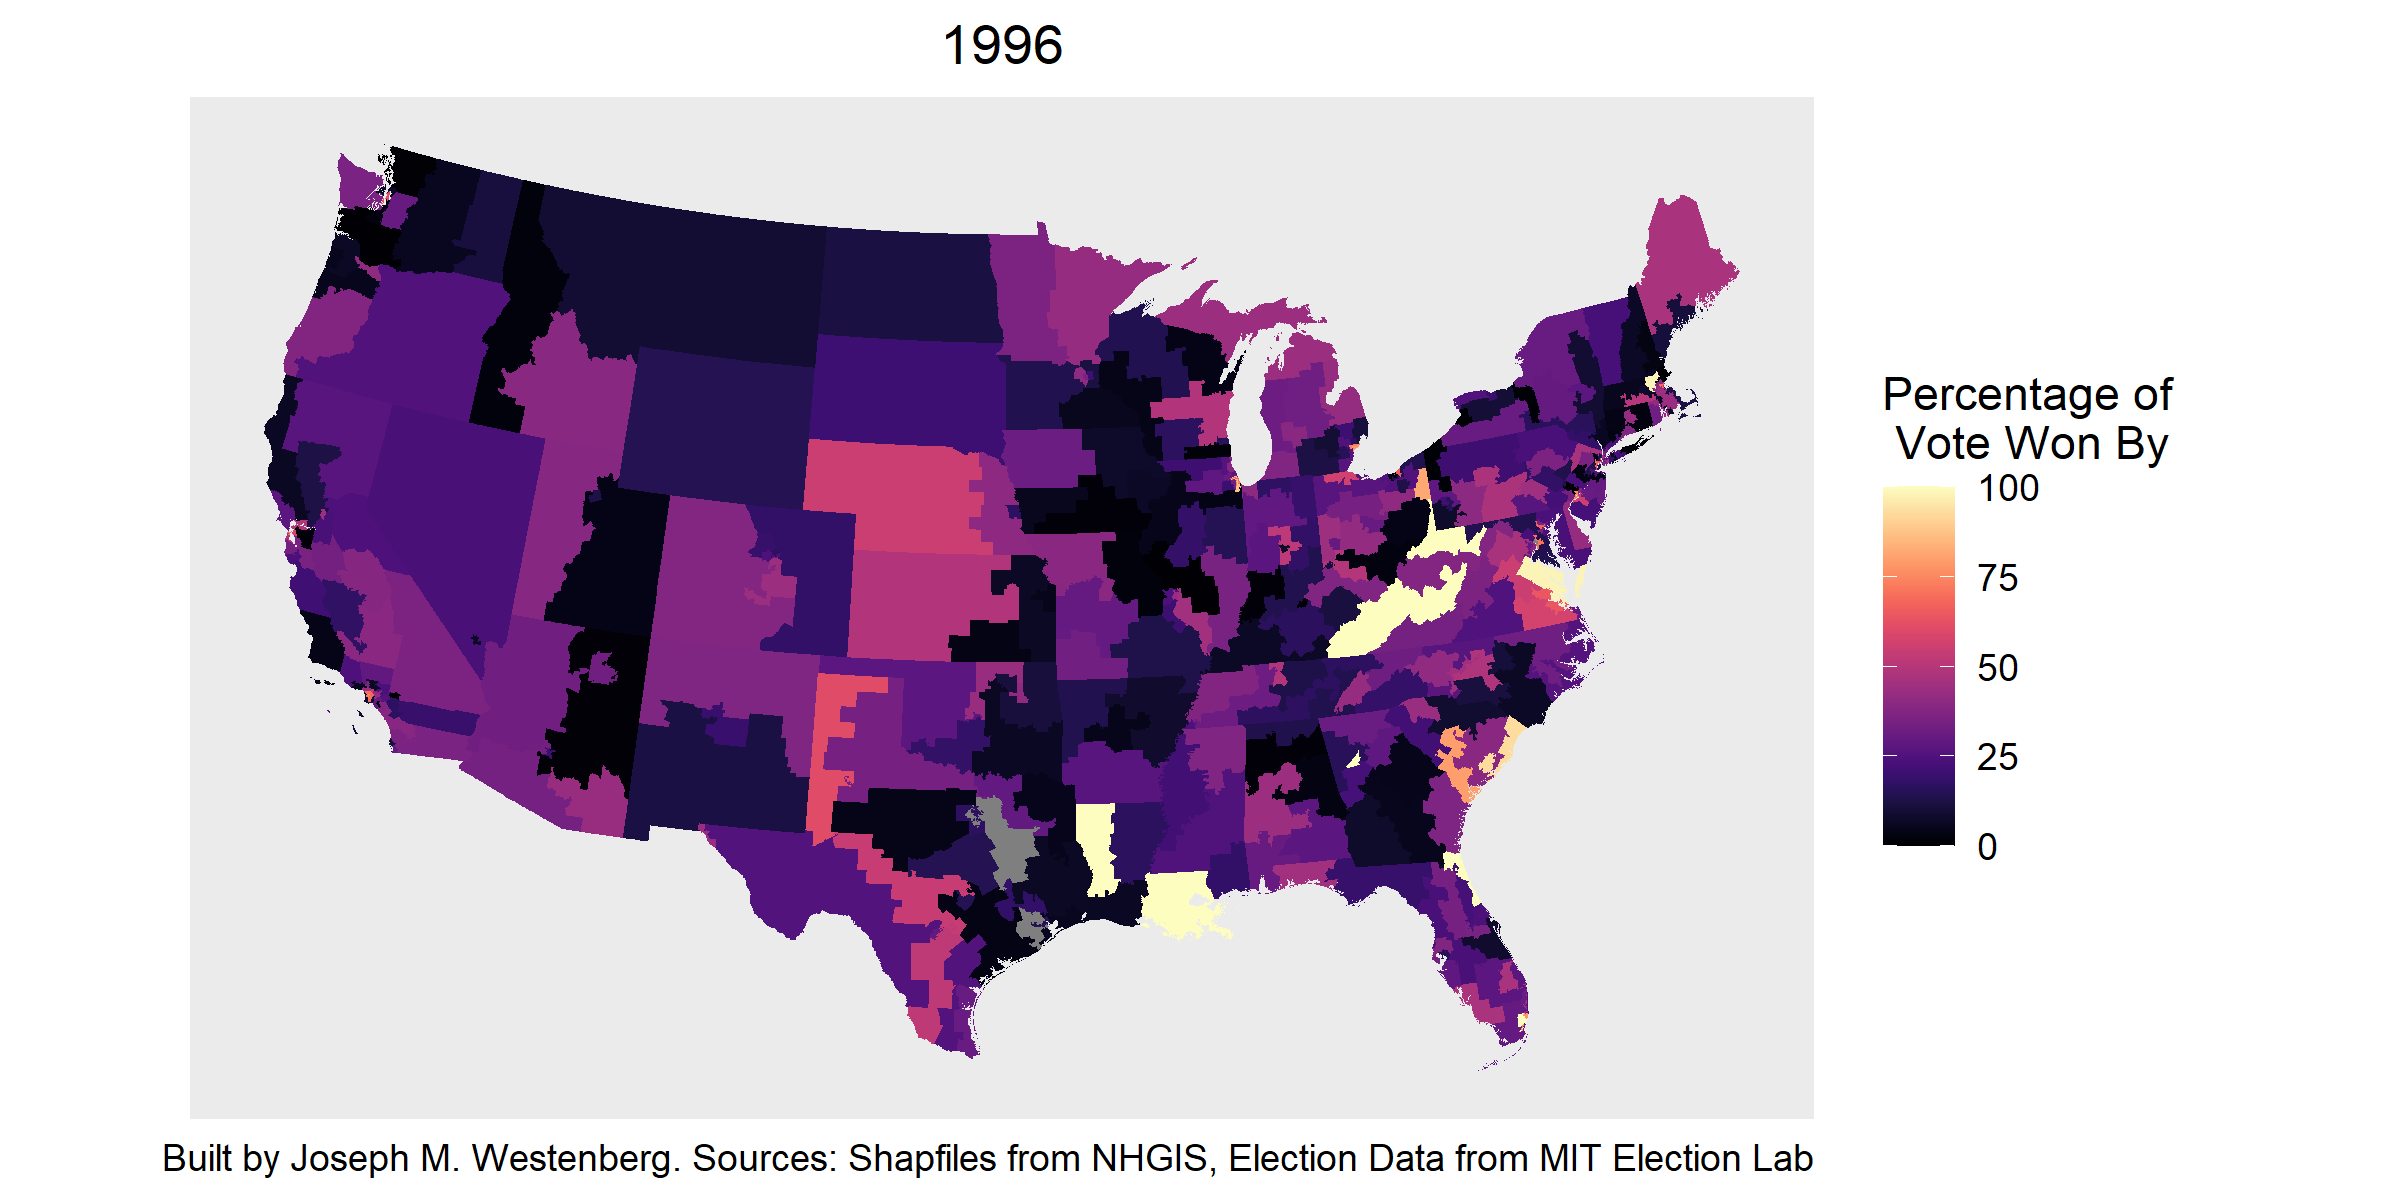 1996
Percentage of
Vote Won By
100
75
50
25
0
Built by Joseph M. Westenberg. Sources: Shapfiles from NHGIS, Election Data from MIT Election Lab